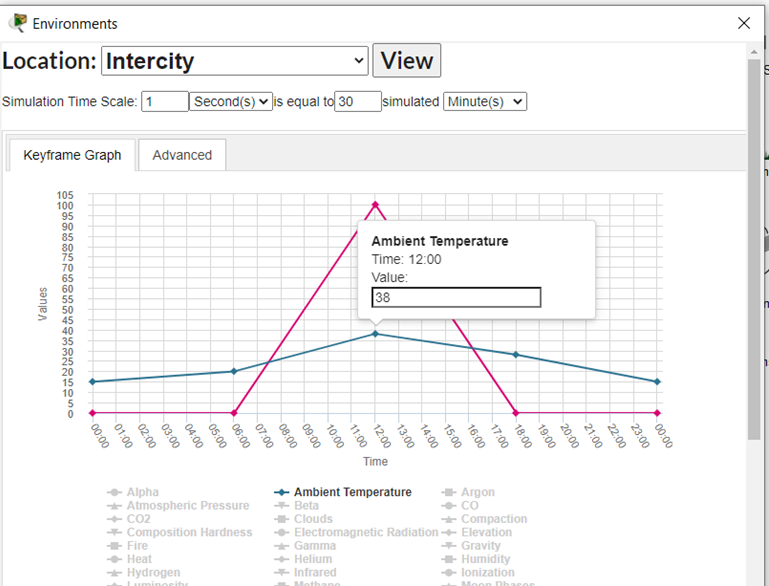 Environments
Location: Intercity View
Simulation Time Scale: 1 Second(s) is equal to 30 simulated Minute(s)
Keyframe Graph Advanced
105
100
95
90
85
80
75
70
65
60
55
50
45
40
35
30
25
20
15
10
5
0
Values
Ambient Temperature
Time: 12:00
Value:
38
00:00 01:00 02:00 03:00 04:00 05:00 06:00 07:00 08:00 09:00 10:00 11:00 12:00 13:00 14:00 15:00 16:00 17:00 18:00 19:00 20:00 21:00 22:00 23:00 00:00
Time
Alpha Ambient Temperature Argon
Atmospheric Pressure Beta CO
CO2 Clouds Compaction
Composition Hardness Electromagnetic Radiation Elevation
Fire Gamma Gravity
Heat Helium Humidity
Hydrogen Infrared Ionization
Luminosity Methane Moon Phases